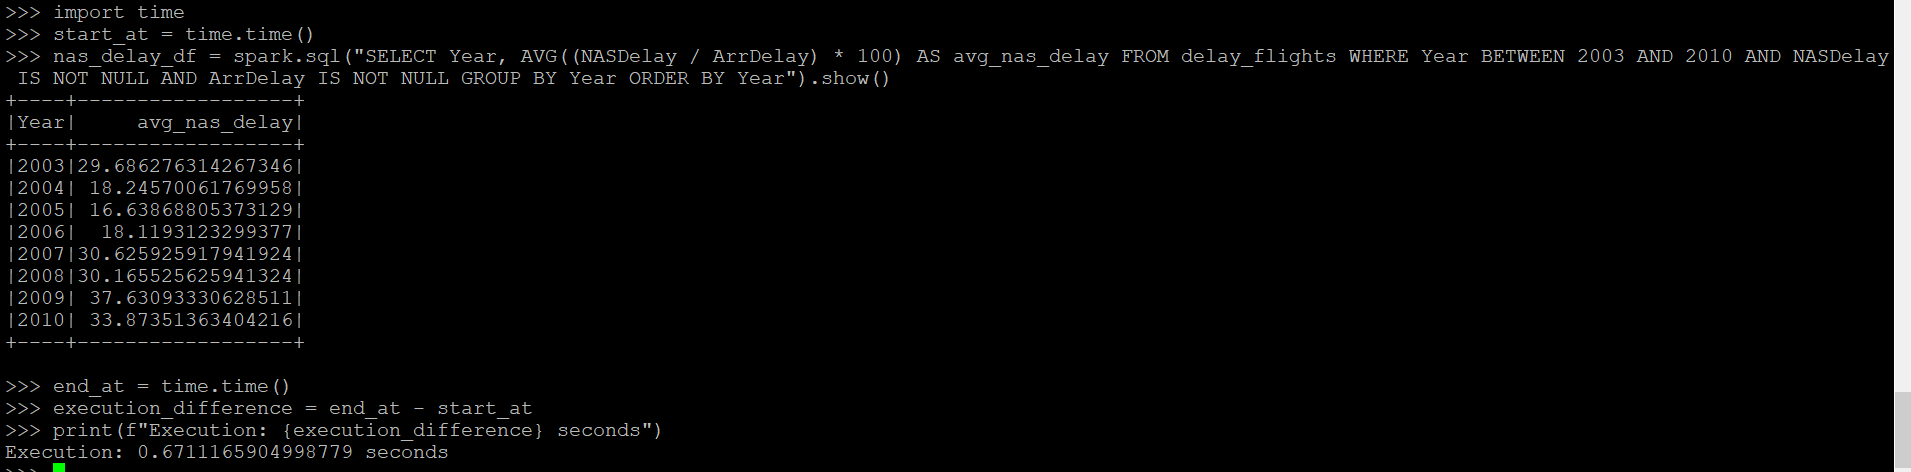 >>> import time
>>> start_at = time.time()
>>> nas_delay_df = spark.sql("SELECT Year, AVG((NASDelay / ArrDelay) * 100) AS avg_nas_delay FROM delay_flights WHERE Year BETWEEN 2003 AND 2010 AND NASDelay
 IS NOT NULL AND ArrDelay IS NOT NULL GROUP BY Year ORDER BY Year").show()
+----+------------------+
|Year|     avg_nas_delay|
+----+------------------+
|2003|29.686276314267346|
|2004| 18.24570061769958|
|2005| 16.63868805373129|
|2006|  18.1193123299377|
|2007|30.625925917941924|
|2008|30.165525625941324|
|2009| 37.63093330628511|
|2010| 33.87351363404216|
+----+------------------+
>>> end_at = time.time()
>>> execution_difference = end_at - start_at
>>> print(f"Execution: {execution_difference} seconds")
Execution: 0.6711165904998779 seconds
>>>